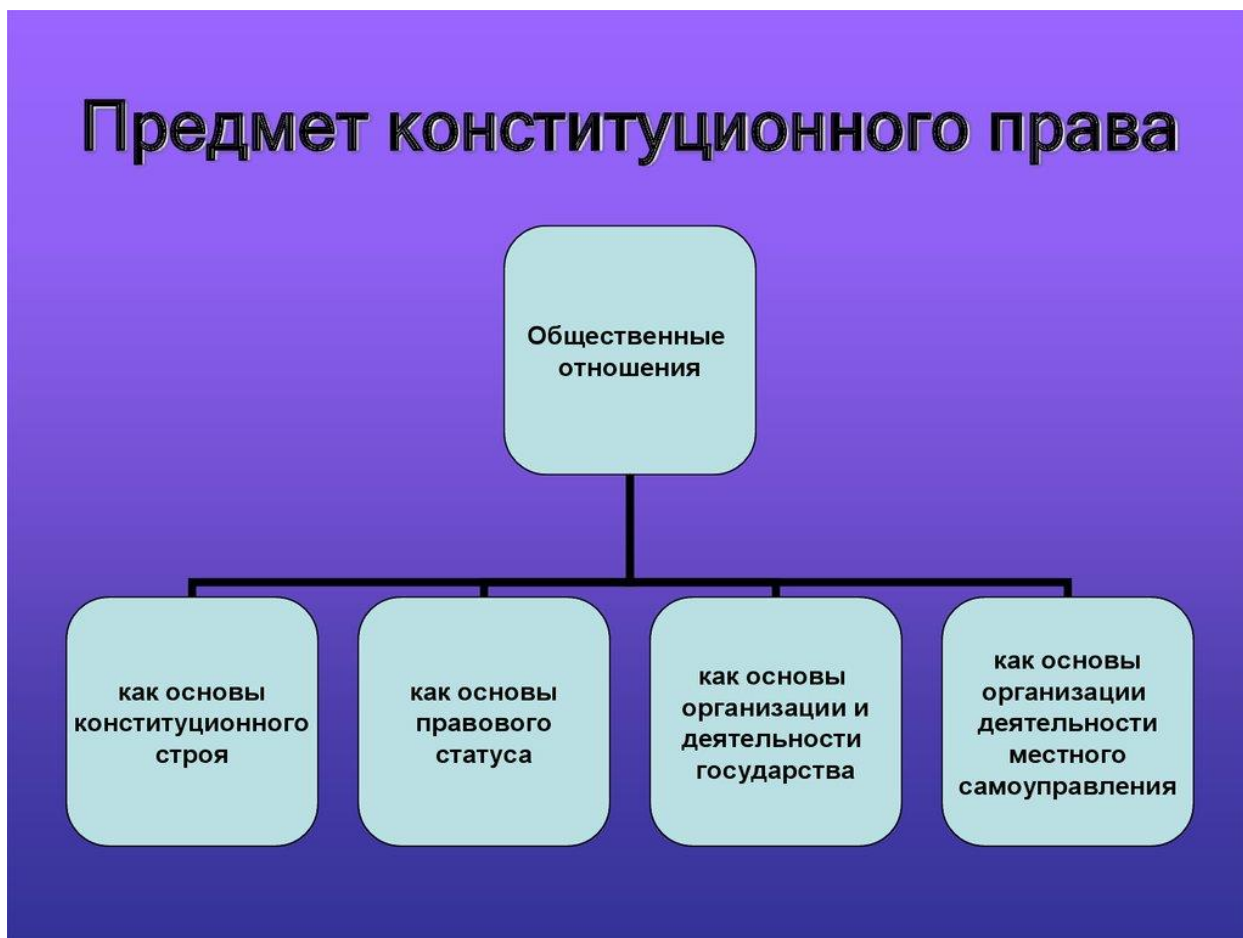 Предмет конституционного права
Общественные
отношения
как основы
конституционного
строя
как основы
правового
статуса
как основы
организации и
деятельности
государства
как основы
организации
деятельности
местного
самоуправления